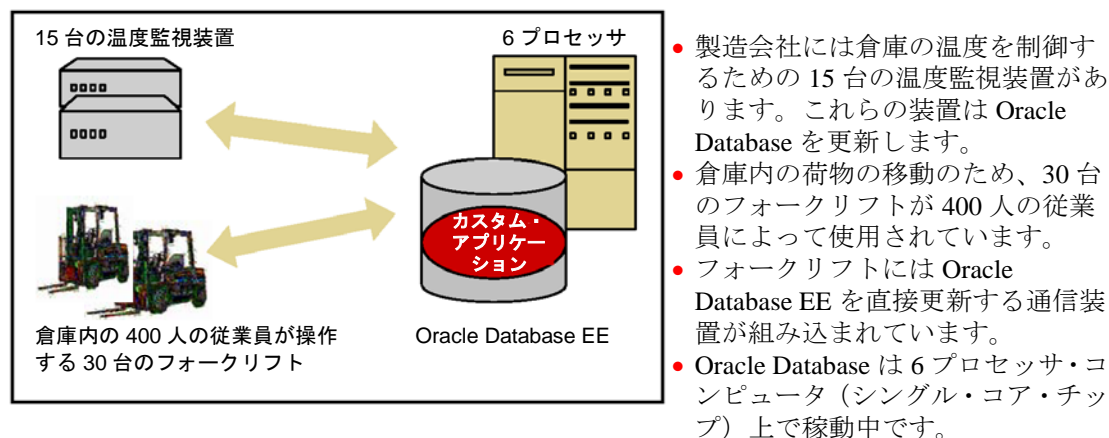 15 台の温度監視装置
6 プロセッサ
カスタム・
アプリケー
ション
倉庫内の 400 人の従業員が操作
する 30 台のフォークリフト
Oracle Database EE
• 製造会社には倉庫の温度を制御す
るための 15 台の温度監視装置があ
ります。これらの装置は Oracle
Database を更新します。
• 倉庫内の荷物の移動のため、30 台
のフォークリフトが 400 人の従業
員によって使用されています。
• フォークリフトには Oracle
Database EE を直接更新する通信装
置が組み込まれています。
• Oracle Database は 6 プロセッサ・コ
ンピュータ（シングル・コア・チッ
プ）上で稼動中です。